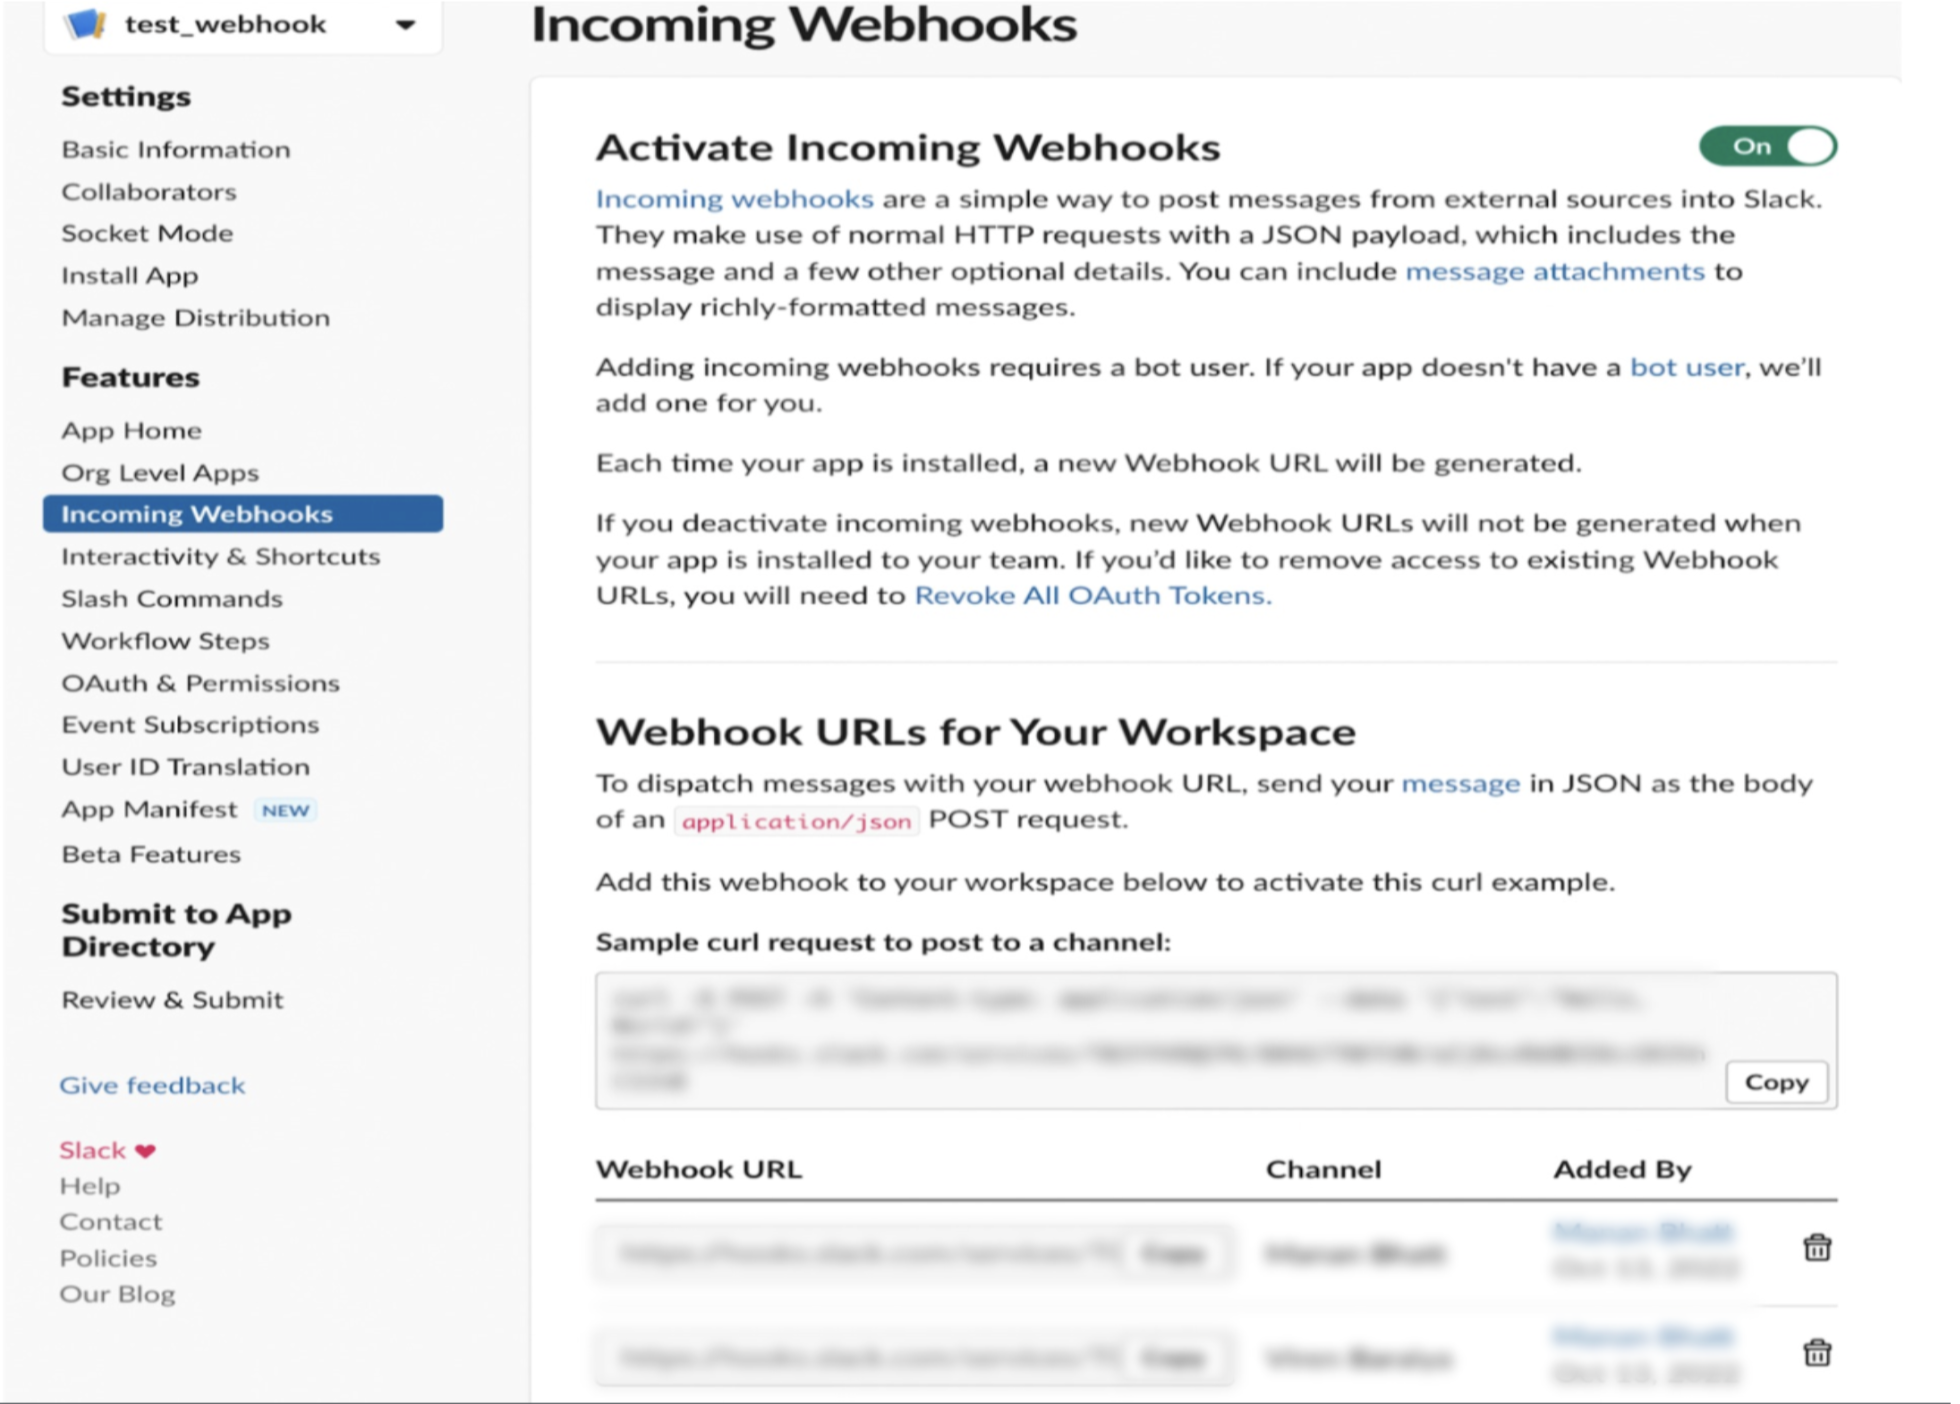 test_webhook
Incoming Webhooks
Settings
Basic Information
Collaborators
Socket Mode
Install App
Manage Distribution
Features
App Home
Org Level Apps
Incoming Webhooks
Interactivity & Shortcuts
Slash Commands
Workflow Steps
OAuth & Permissions
Event Subscriptions
User ID Translation
App Manifest NEW
Beta Features
Submit to App
Directory
Review & Submit
Give feedback
Slack
Help
Contact
Policies
Our Blog
Activate Incoming Webhooks
On
Incoming webhooks are a simple way to post messages from external sources into Slack.
They make use of normal HTTP requests with a JSON payload, which includes the
message and a few other optional details. You can include message attachments to
display richly-formatted messages.
Adding incoming webhooks requires a bot user. If your app doesn't have a bot user, we’ll
add one for you.
Each time your app is installed, a new Webhook URL will be generated.
If you deactivate incoming webhooks, new Webhook URLs will not be generated when
your app is installed to your team. If you’d like to remove access to existing Webhook
URLs, you will need to Revoke All OAuth Tokens.
Webhook URLs for Your Workspace
To dispatch messages with your webhook URL, send your message in JSON as the body
of an application/json POST request.
Add this webhook to your workspace below to activate this curl example.
Sample curl request to post to a channel:
Copy
Webhook URL Channel Added By